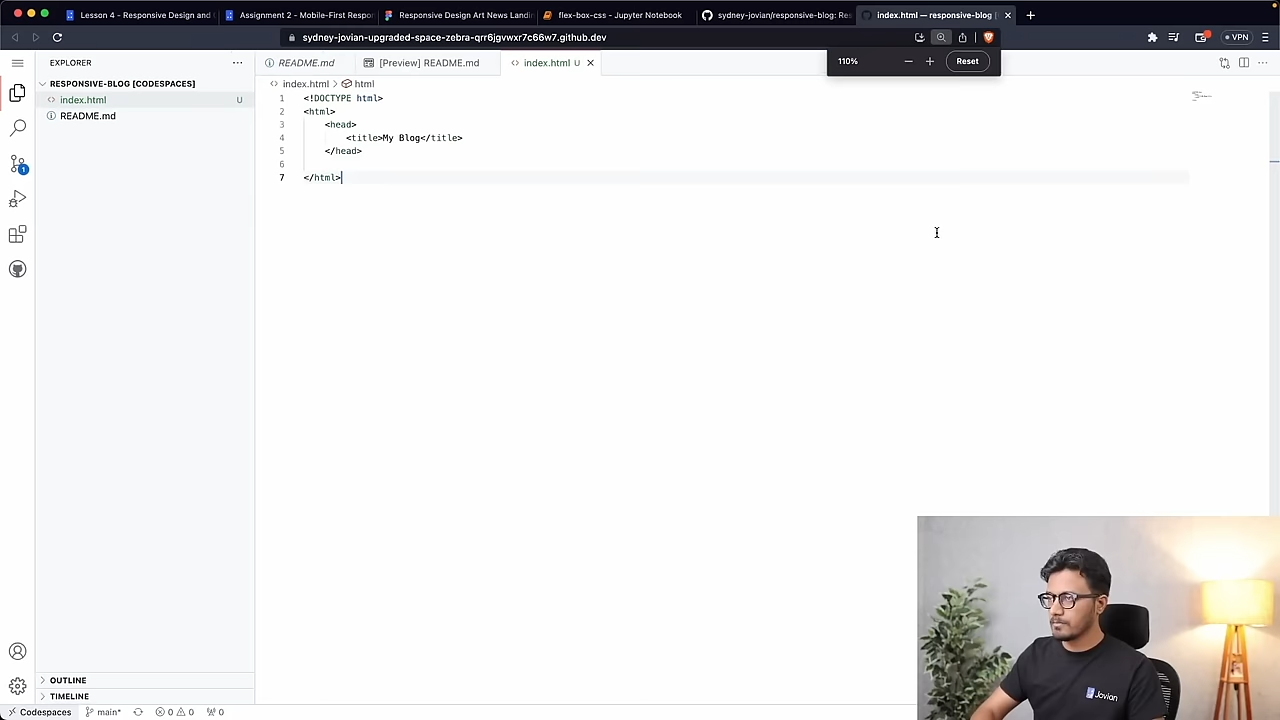 Lesson 4 - Responsive Design and
Assignment 2 - Mobile-First Respon
Responsive Design Art News Landin
flex-box-css - Jupyter Notebook
sydney-jovian/responsive-blog: Res
index.html — responsive-blog
sydney-jovian-upgraded-space-zebra-qrr6jgvwxr7c66w7.github.dev
VPN
EXPLORER
README.md
[Preview] README.md
index.html U
110%
Reset
RESPONSIVE-BLOG [CODESPACES]
index.html U
README.md
index.html > html
1 <!DOCTYPE html>
2 <html>
3 <head>
4 <title>My Blog</title>
5 </head>
6
7 </html>
1
OUTLINE
TIMELINE
Codespaces
main*
0
0
0
Jovian